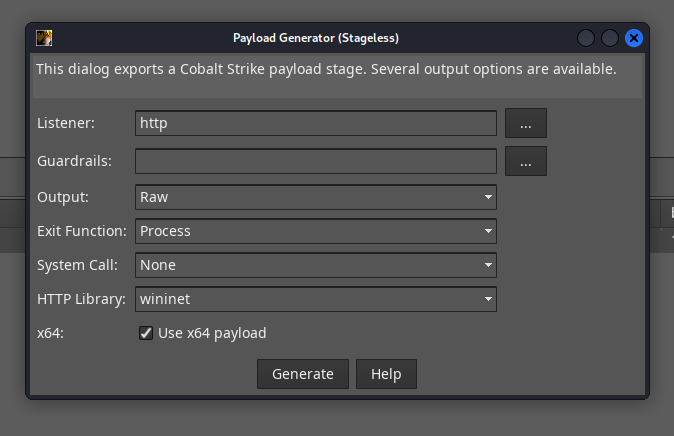 Payload Generator (Stageless)
This dialog exports a Cobalt Strike payload stage. Several output options are available.
Listener: http ...
Guardrails: ...
Output: Raw
Exit Function: Process
System Call: None
HTTP Library: wininet
x64: Use x64 payload
Generate Help